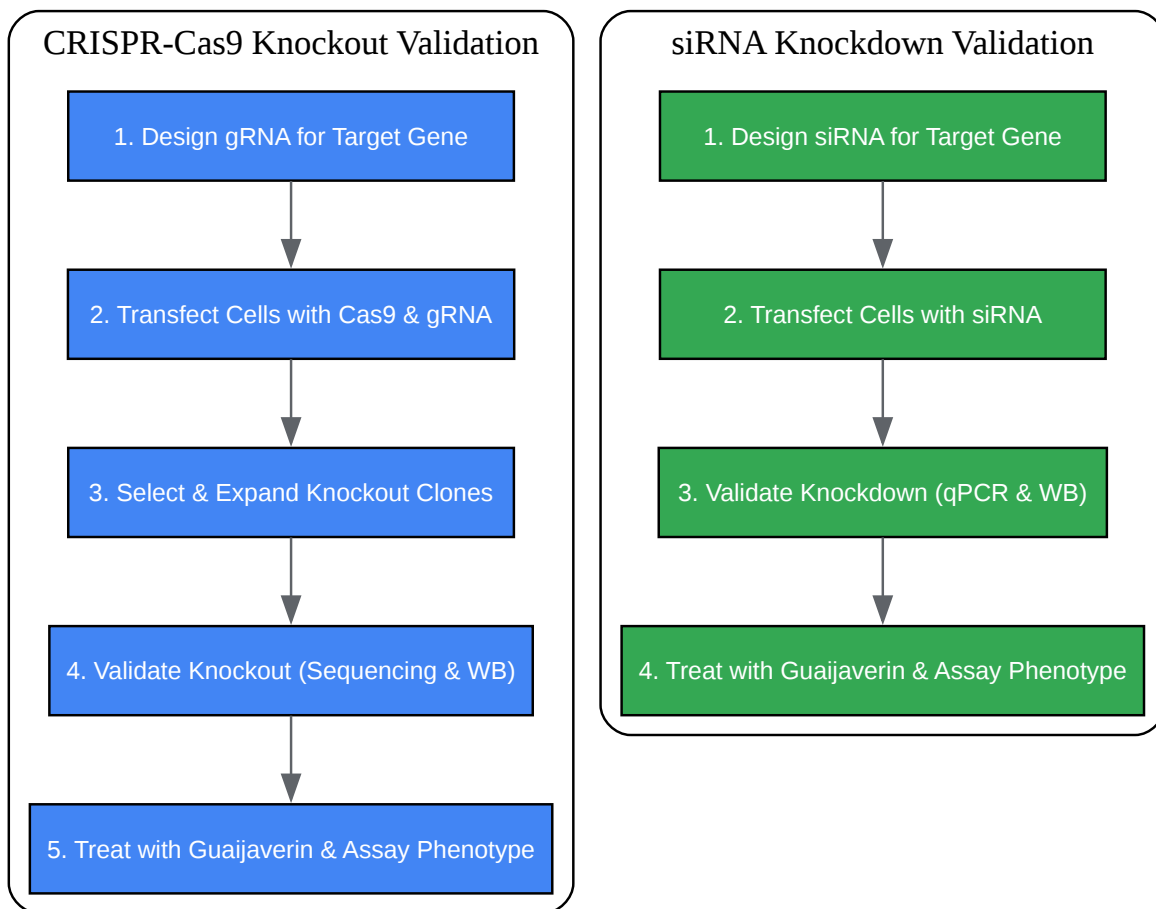 CRISPR-Cas9 Knockout Validation
1. Design gRNA for Target Gene
2. Transfect Cells with Cas9 & gRNA
3. Select & Expand Knockout Clones
4. Validate Knockout (Sequencing & WB)
5. Treat with Guaijaverin & Assay Phenotype
siRNA Knockdown Validation
1. Design siRNA for Target Gene
2. Transfect Cells with siRNA
3. Validate Knockdown (qPCR & WB)
4. Treat with Guaijaverin & Assay Phenotype